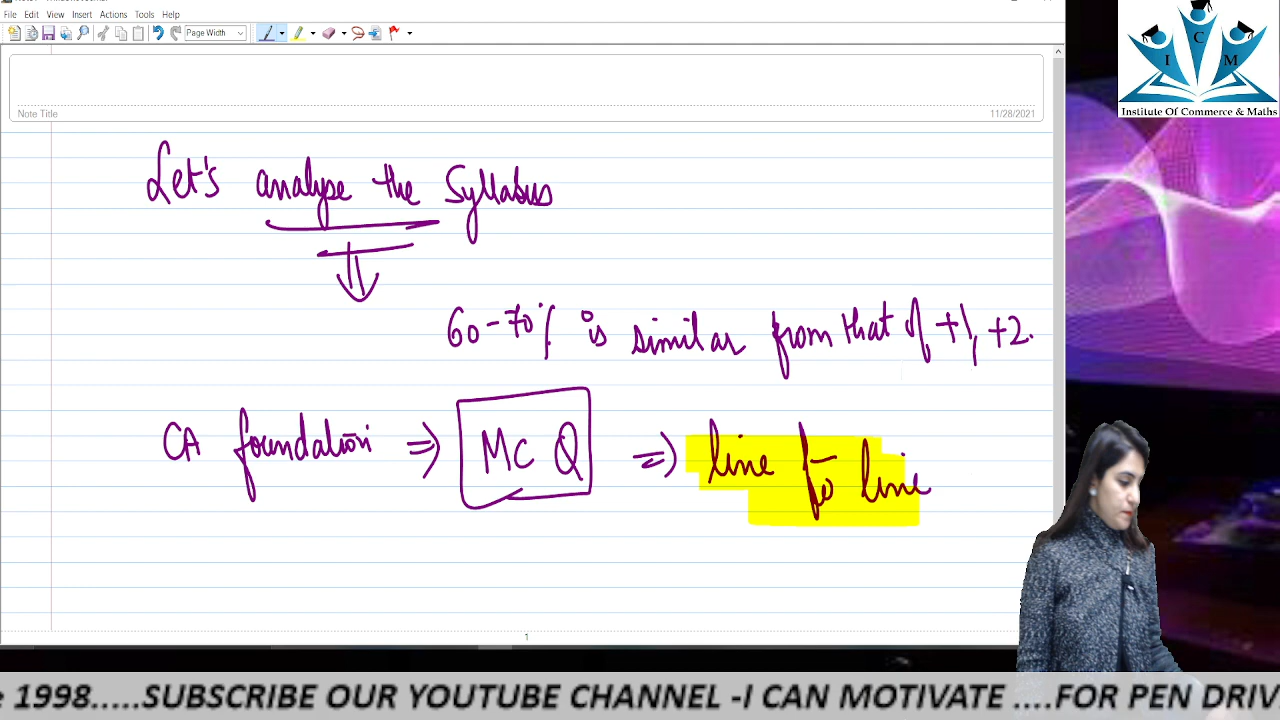 File Edit View Insert Actions Tools Help
Page Width
I C M
Institute Of Commerce & Maths
Note Title
11/28/2021
Let's analyse the Syllabus
60-70% is similar from that of +1, +2.
CA foundation ⇒ MCQ ⇒ line to line
1
1998.....SUBSCRIBE OUR YOUTUBE CHANNEL -I CAN MOTIVATE ....FOR PEN DRIV